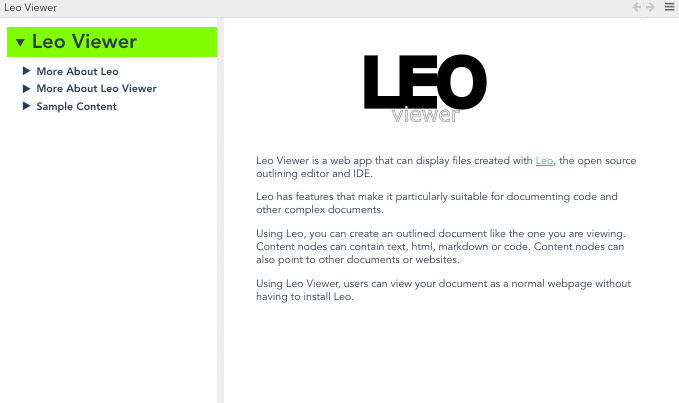 Leo Viewer
Leo Viewer
More About Leo
More About Leo Viewer
Sample Content
LEO
viewer
Leo Viewer is a web app that can display files created with Leo, the open source
outlining editor and IDE.
Leo has features that make it particularly suitable for documenting code and
other complex documents.
Using Leo, you can create an outlined document like the one you are viewing.
Content nodes can contain text, html, markdown or code. Content nodes can
also point to other documents or websites.
Using Leo Viewer, users can view your document as a normal webpage without
having to install Leo.